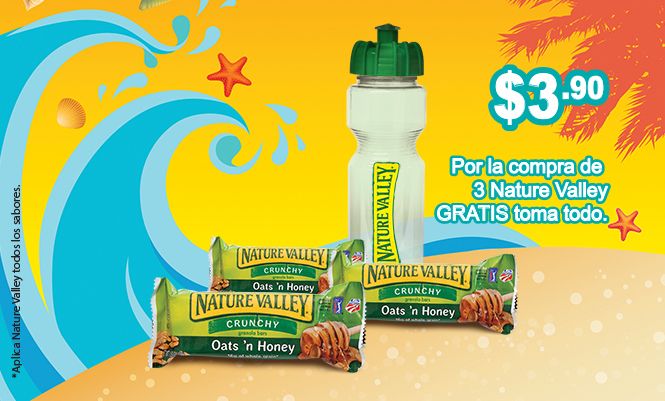 $3.90
Por la compra de
3 Nature Valley
GRATIS toma todo.
NATURE VALLEY
NATURE VALLEY
CRUNCHY
granola bars
Oats 'n Honey
NATURE VALLEY
CRUNCHY
granola bars
Oats 'n Honey
NATURE VALLEY
CRUNCHY
granola bars
Oats 'n Honey
*Aplica Nature Valley todos los sabores.